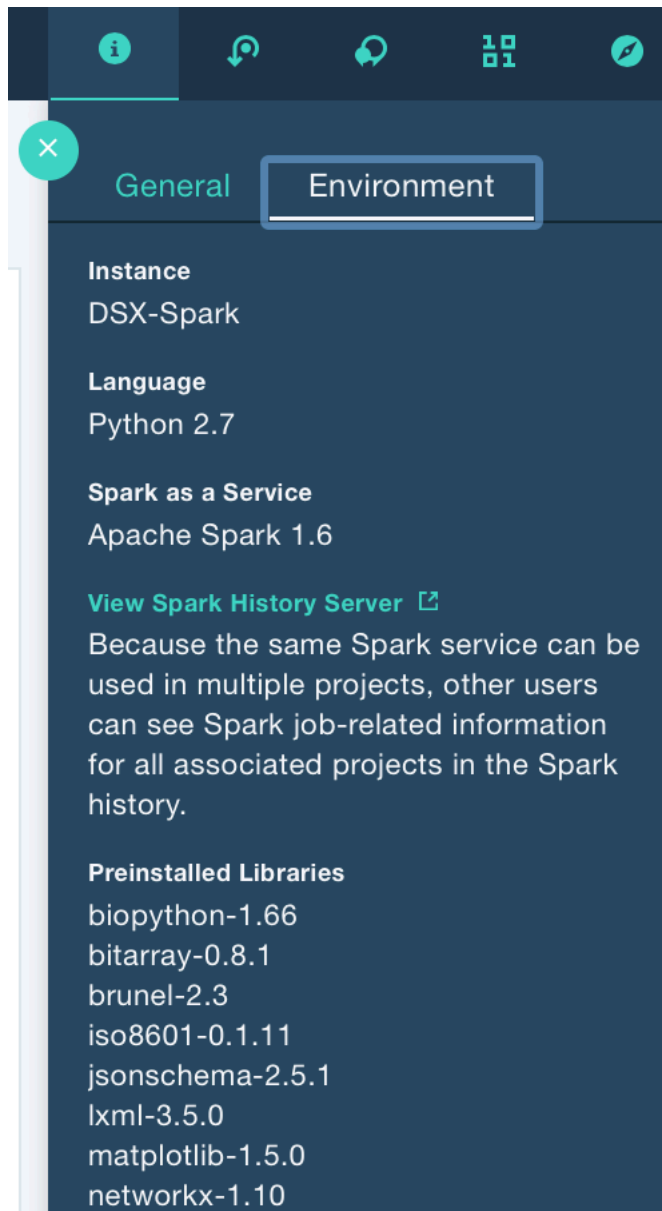 General Environment
Instance
DSX-Spark
Language
Python 2.7
Spark as a Service
Apache Spark 1.6
View Spark History Server
Because the same Spark service can be
used in multiple projects, other users
can see Spark job-related information
for all associated projects in the Spark
history.
Preinstalled Libraries
biopython-1.66
bitarray-0.8.1
brunel-2.3
iso8601-0.1.11
jsonschema-2.5.1
lxml-3.5.0
matplotlib-1.5.0
networkx-1.10